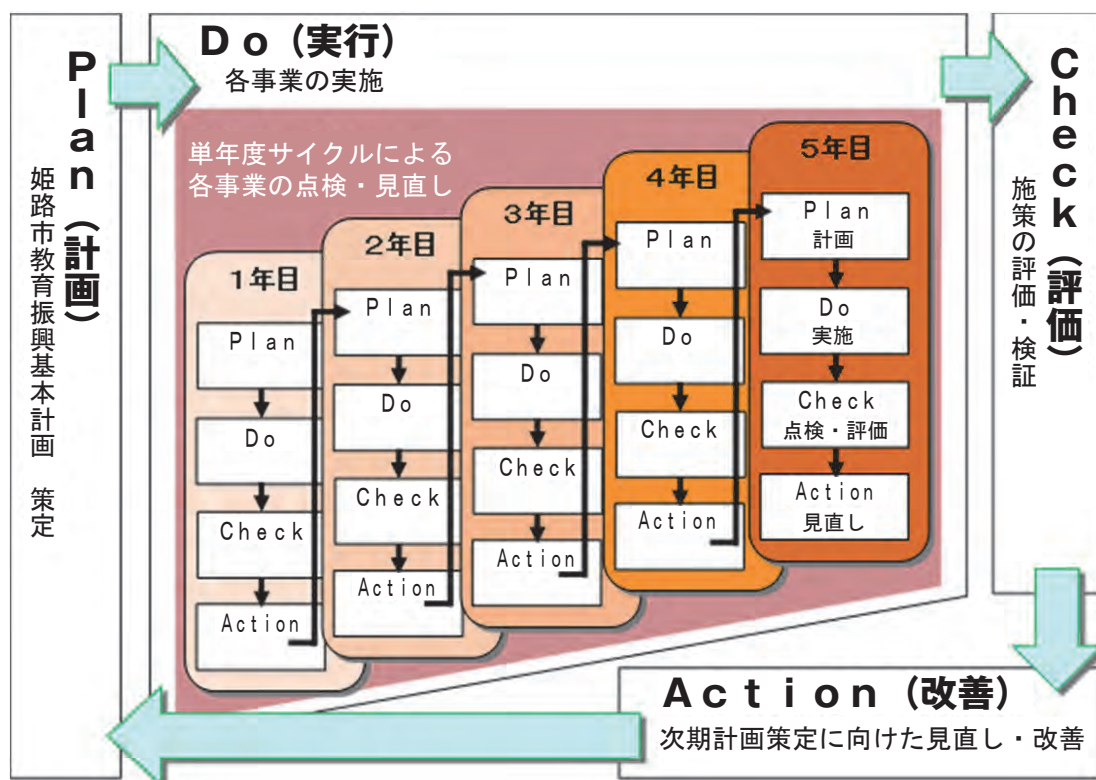 Plan（計画）
姫路市教育振興基本計画　策定
Do（実行）
各事業の実施
単年度サイクルによる
各事業の点検・見直し
1年目
Plan
Do
Check
Action
2年目
Plan
Do
Check
Action
3年目
Plan
Do
Check
Action
4年目
Plan
Do
Check
Action
5年目
Plan
計画
Do
実施
Check
点検・評価
Action
見直し
Check（評価）
施策の評価・検証
Action（改善）
次期計画策定に向けた見直し・改善